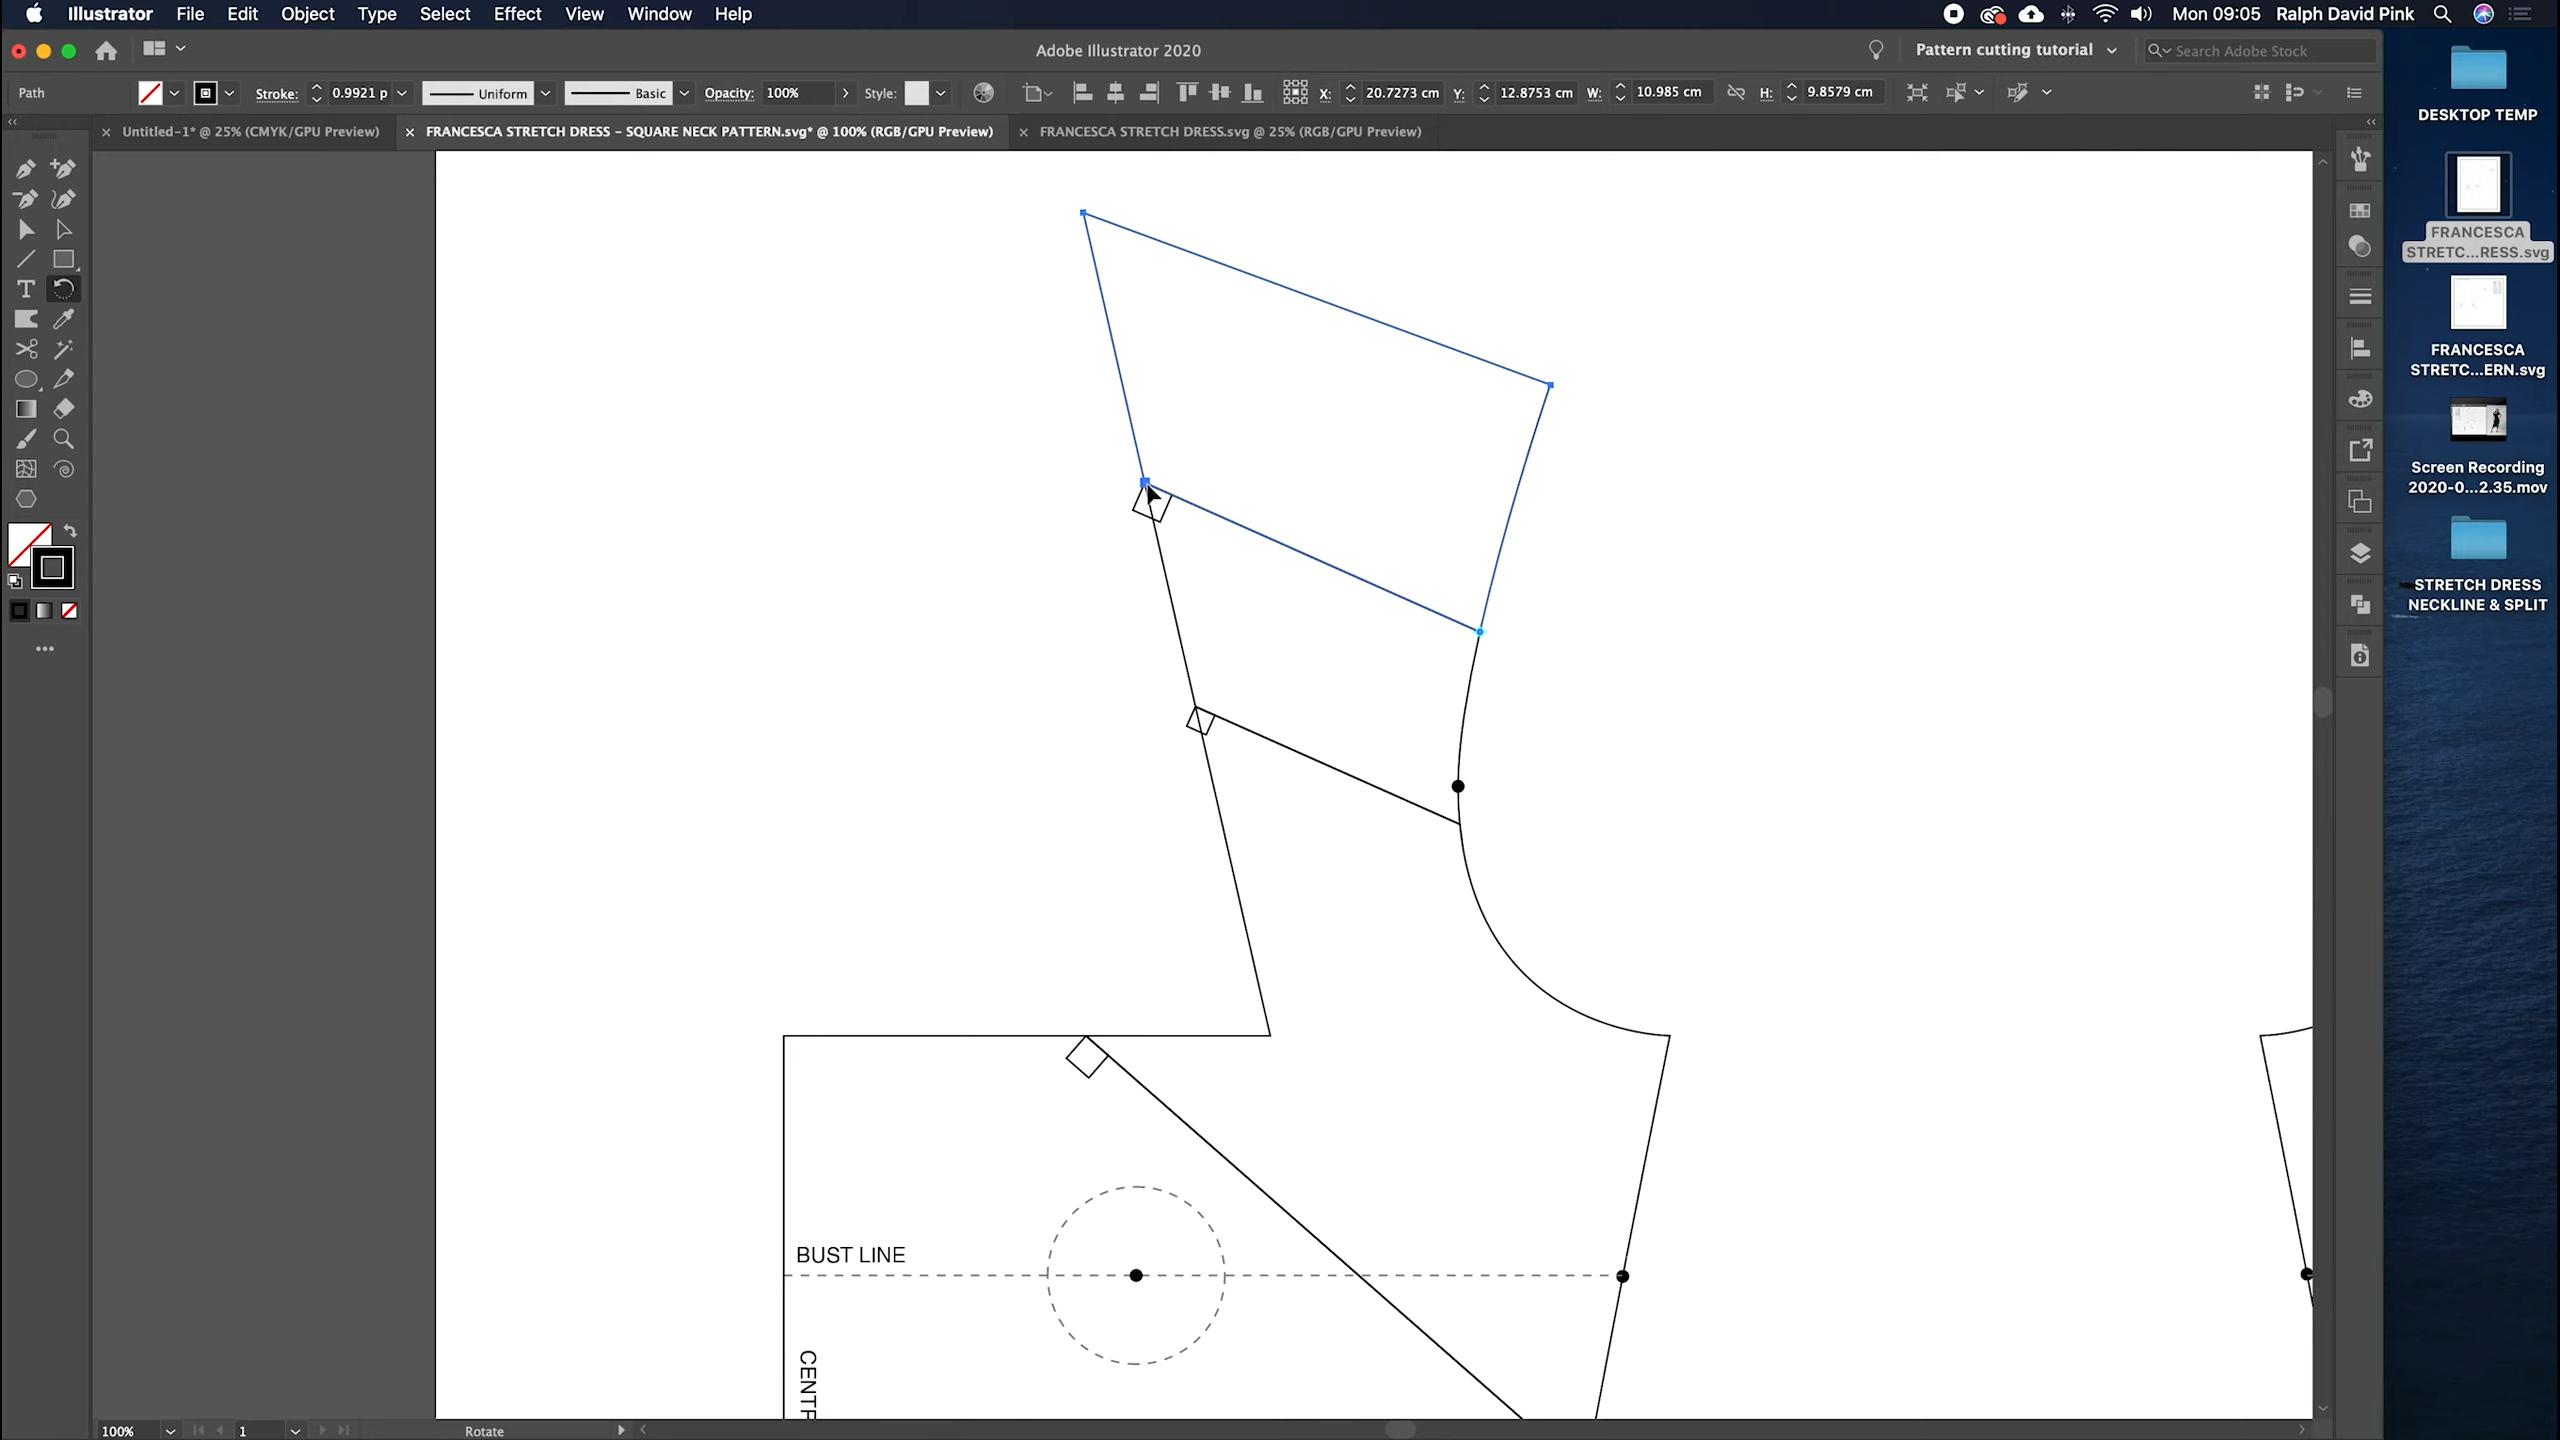 Illustrator File Edit Object Type Select Effect View Window Help Mon 09:05 Ralph David Pink
Adobe Illustrator 2020 Pattern cutting tutorial Search Adobe Stock
Path Stroke: 0.9921 p Uniform Basic Opacity: 100% Style: X: 20.7273 cm Y: 12.8753 cm W: 10.985 cm H: 9.8579 cm
Untitled-1* @ 25% (CMYK/GPU Preview) FRANCESCA STRETCH DRESS – SQUARE NECK PATTERN.svg* @ 100% (RGB/GPU Preview) FRANCESCA STRETCH DRESS.svg @ 25% (RGB/GPU Preview)
DESKTOP TEMP
FRANCESCA
STRETC...RESS.svg
FRANCESCA
STRETC...ERN.svg
Screen Recording
2020-0...2.35.mov
STRETCH DRESS
NECKLINE & SPLIT
BUST LINE
CENTR
100% 1 Rotate